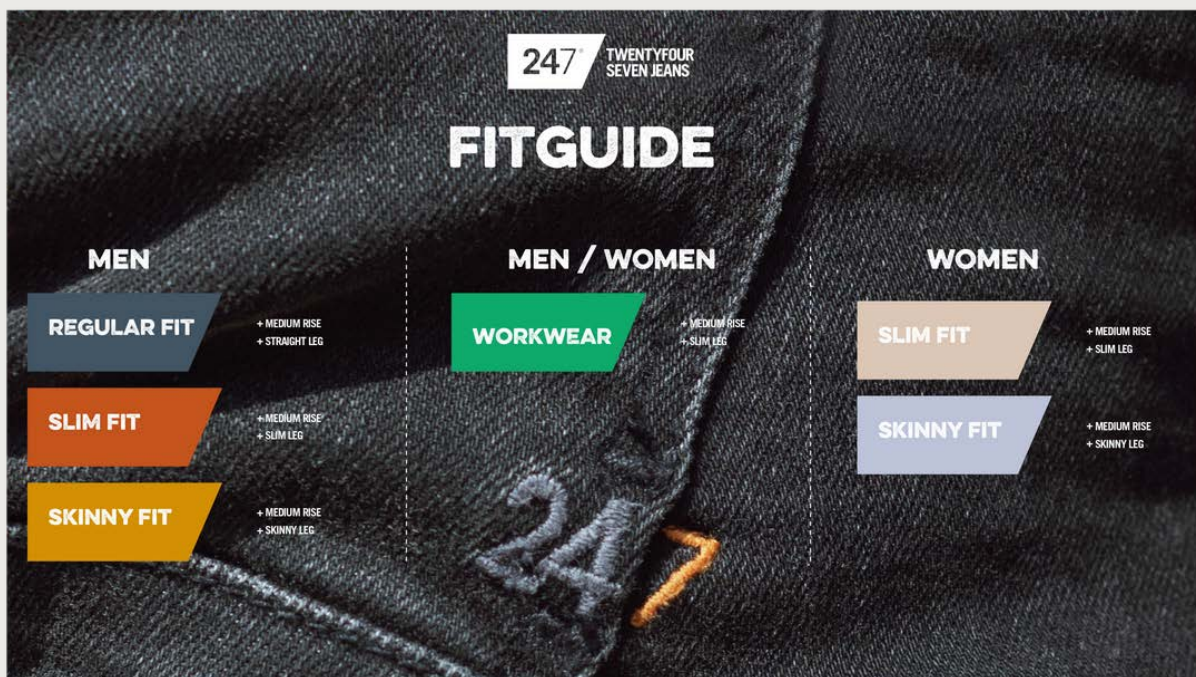 247®
TWENTYFOUR
SEVEN JEANS
FITGUIDE
MEN
REGULAR FIT
+ MEDIUM RISE
+ STRAIGHT LEG
SLIM FIT
+ MEDIUM RISE
+ SLIM LEG
SKINNY FIT
+ MEDIUM RISE
+ SKINNY LEG
MEN / WOMEN
WORKWEAR
+ MEDIUM RISE
+ SLIM LEG
WOMEN
SLIM FIT
+ MEDIUM RISE
+ SLIM LEG
SKINNY FIT
+ MEDIUM RISE
+ SKINNY LEG
247